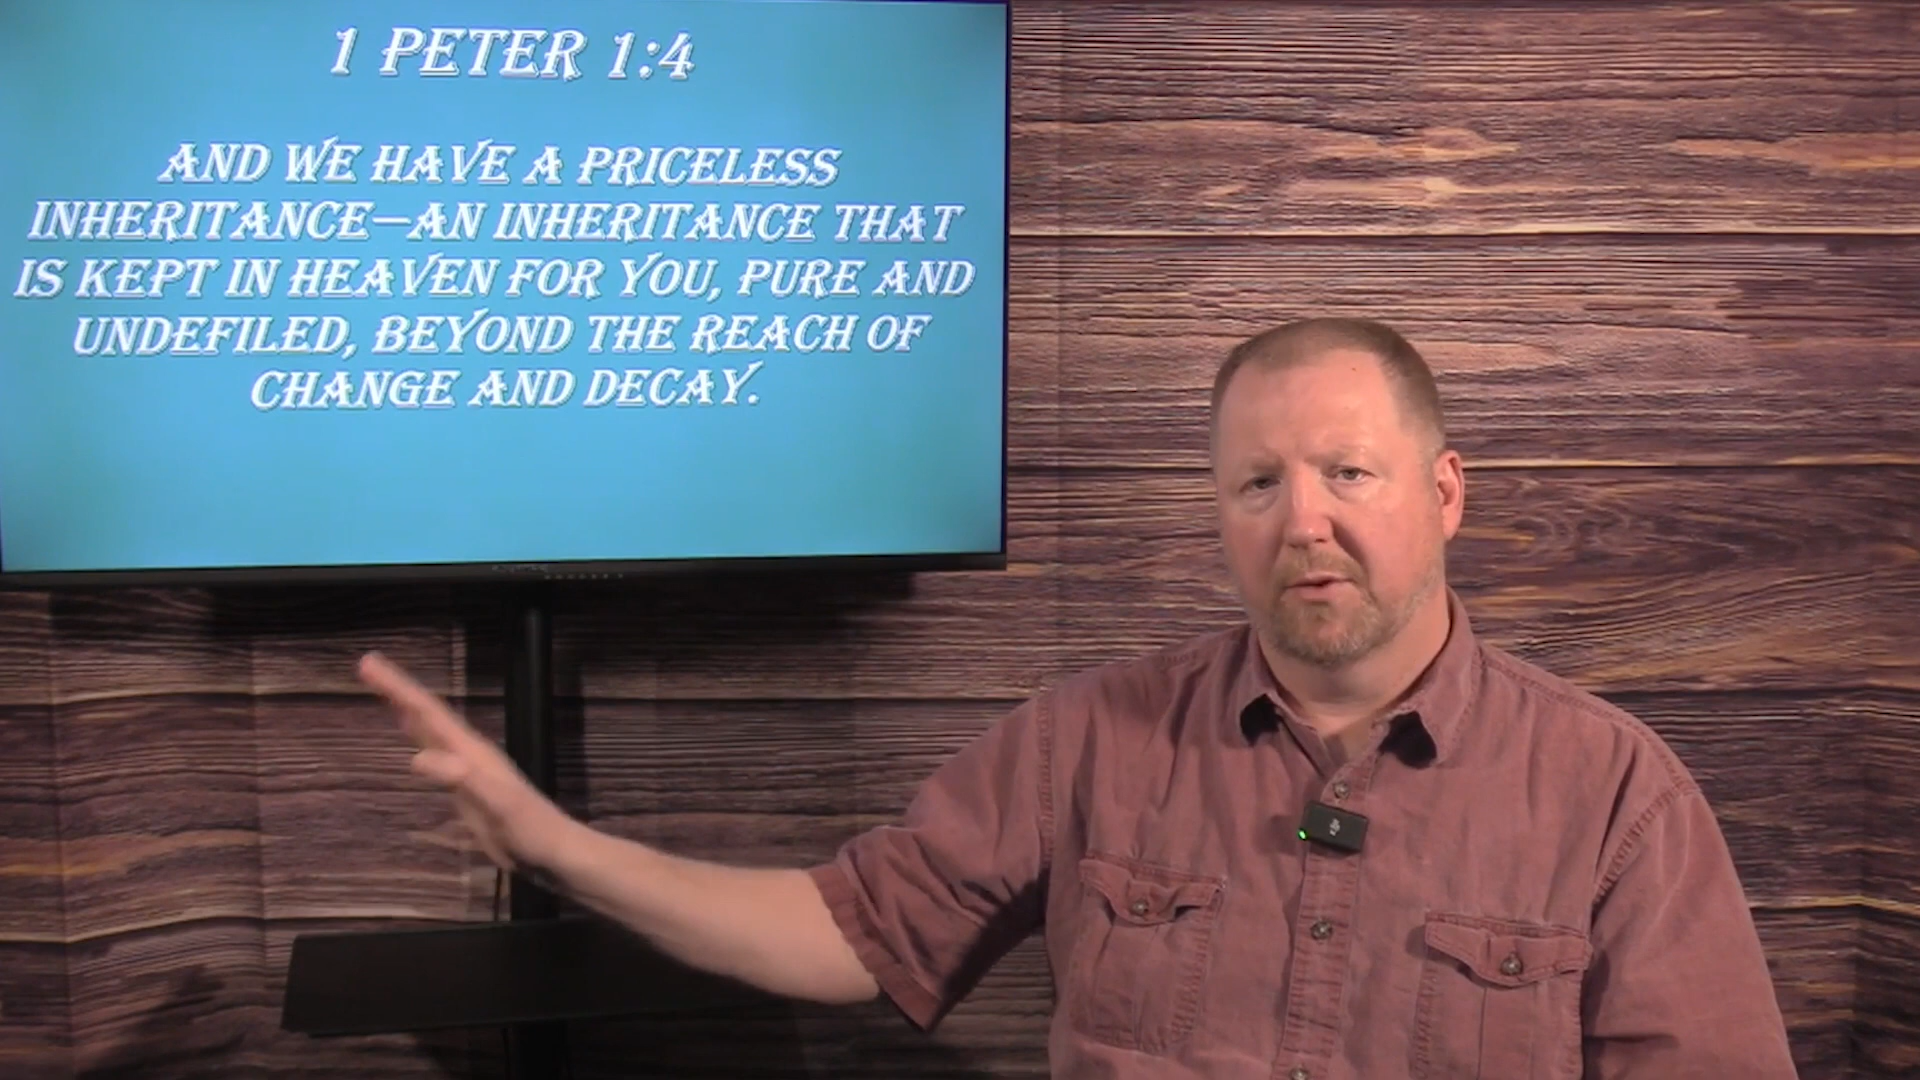 1 PETER 1:4
AND WE HAVE A PRICELESS
INHERITANCE—AN INHERITANCE THAT
IS KEPT IN HEAVEN FOR YOU, PURE AND
UNDEFILED, BEYOND THE REACH OF
CHANGE AND DECAY.